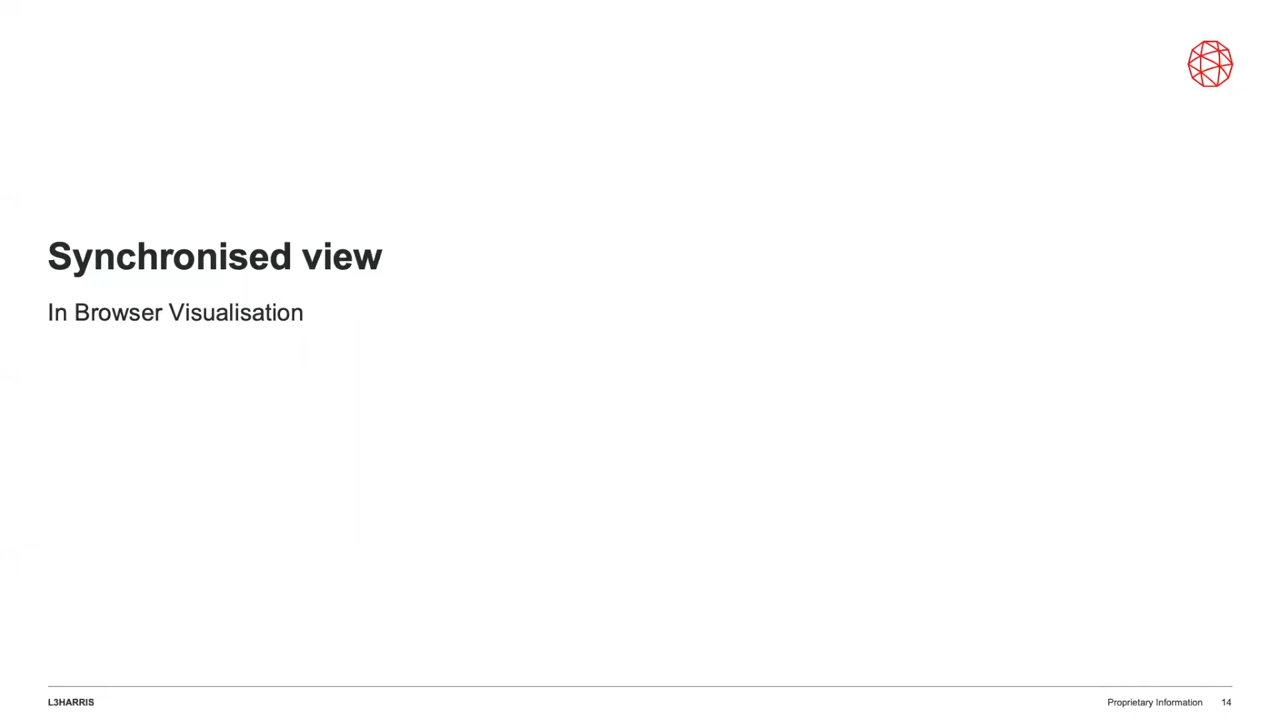 Synchronised view
In Browser Visualisation
L3HARRIS
Proprietary Information 14